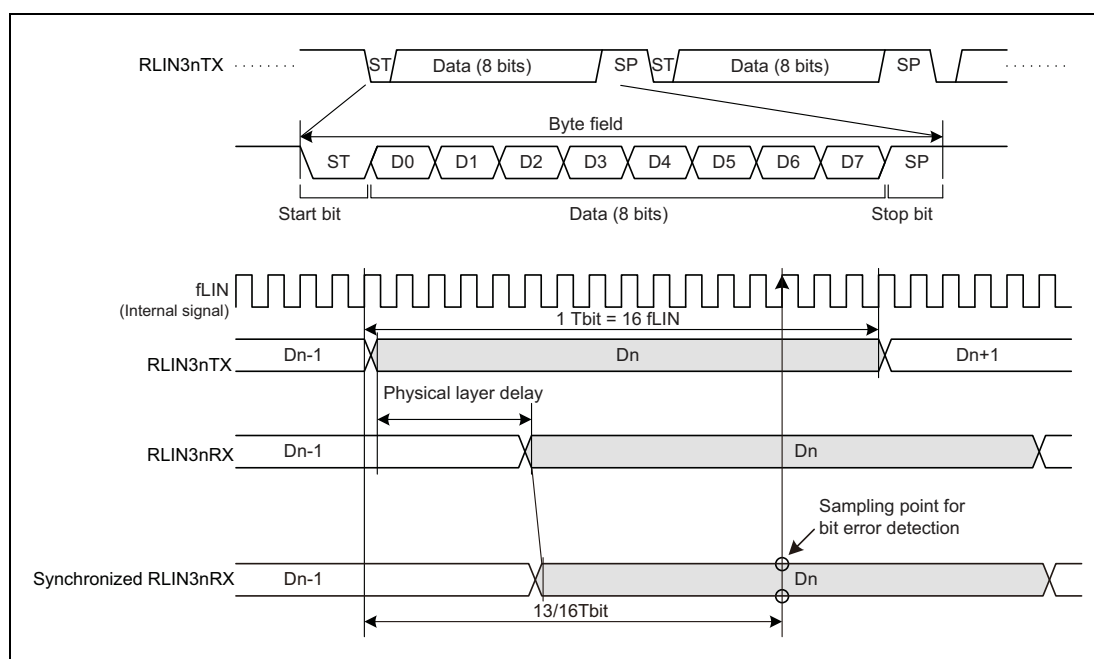 RLIN3nTX
ST Data (8 bits) SP ST Data (8 bits) SP
Byte field
ST D0 D1 D2 D3 D4 D5 D6 D7 SP
Start bit Data (8 bits) Stop bit
fLIN
(Internal signal)
1 Tbit = 16 fLIN
RLIN3nTX Dn-1 Dn Dn+1
Physical layer delay
RLIN3nRX Dn-1 Dn
Sampling point for
bit error detection
Synchronized RLIN3nRX Dn-1 Dn
13/16Tbit